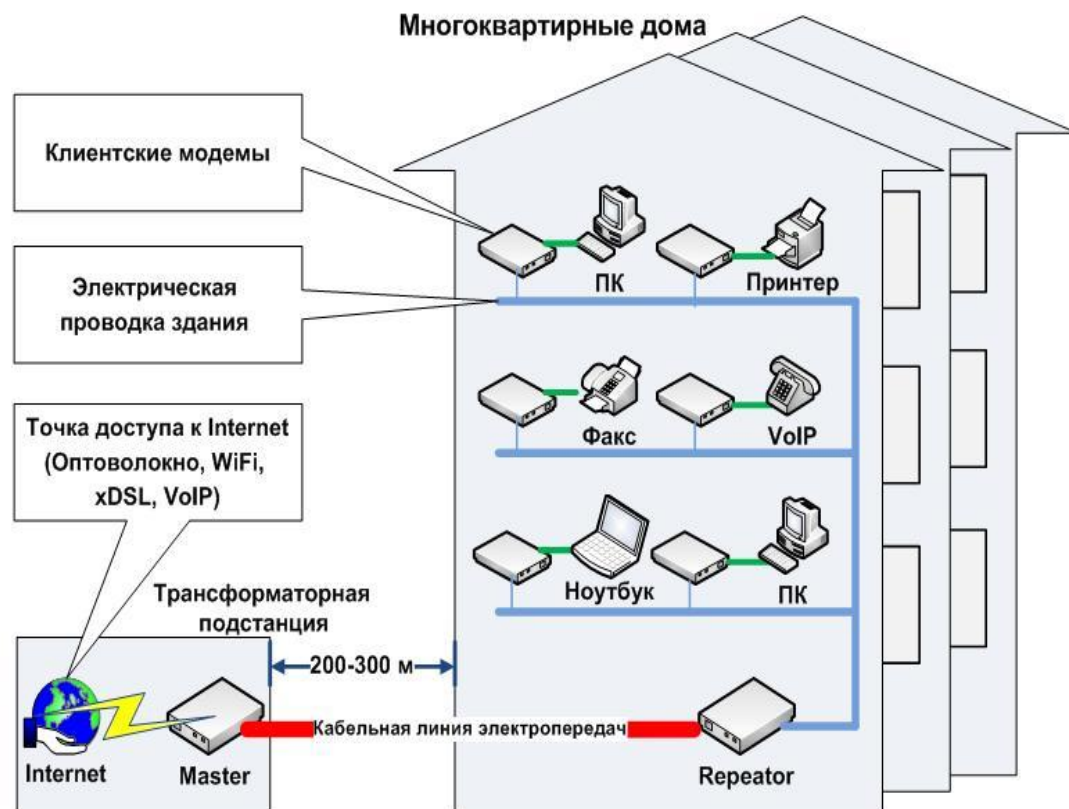 Многоквартирные дома
Клиентские модемы
ПК
Принтер
Электрическая
проводка здания
Факс
VoIP
Точка доступа к Internet
(Оптоволокно, WiFi,
xDSL, VoIP)
Ноутбук
ПК
Трансформаторная
подстанция
200-300 м
Кабельная линия электропередач
Internet
Master
Repeator